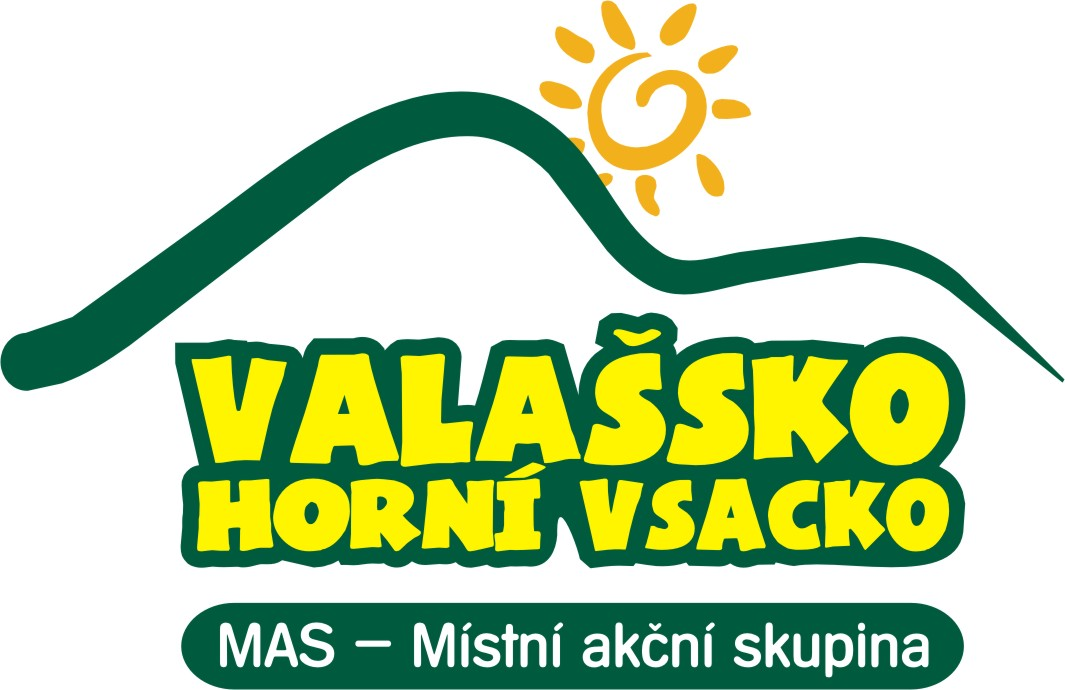 VALAŠSKO
HORNÍ VSACKO
MAS – Místní akční skupina